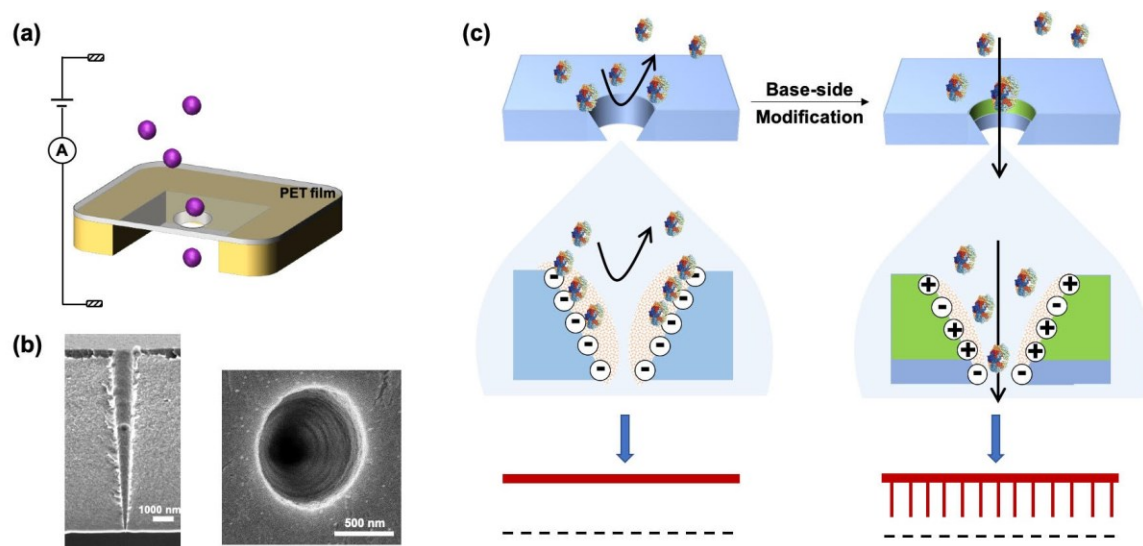 (a)
A
PET film
(b)
1000 nm
500 nm
(c)
Base-side
Modification
- - - - - - - - - -
+ - + + - + - + + -